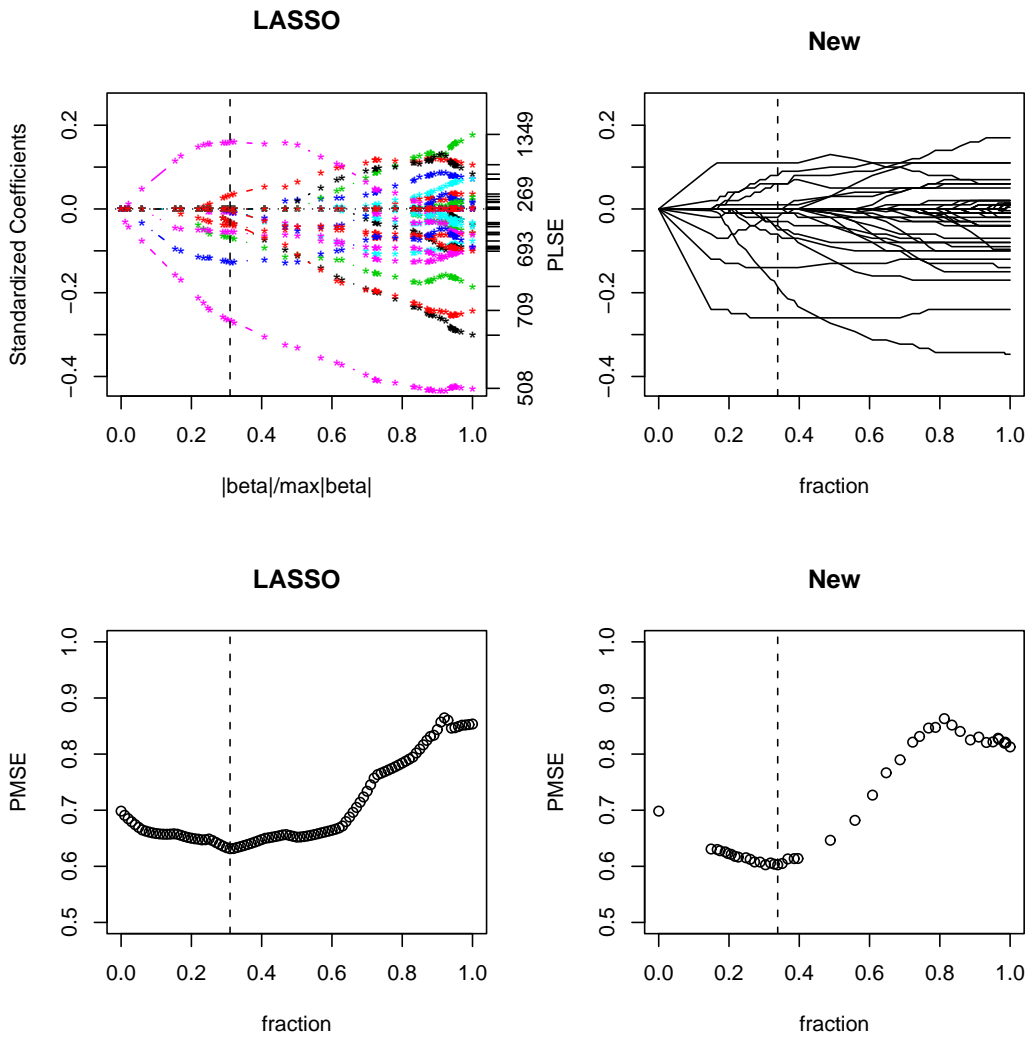 LASSO
Standardized Coefficients
0.2
0.0
−0.2
−0.4
0.0 0.2 0.4 0.6 0.8 1.0
|beta|/max|beta|
1349
269
693
709
508
New
PLSE
0.2
0.0
−0.2
−0.4
0.0 0.2 0.4 0.6 0.8 1.0
fraction
LASSO
PMSE
1.0
0.9
0.8
0.7
0.6
0.5
0.0 0.2 0.4 0.6 0.8 1.0
fraction
New
PMSE
1.0
0.9
0.8
0.7
0.6
0.5
0.0 0.2 0.4 0.6 0.8 1.0
fraction